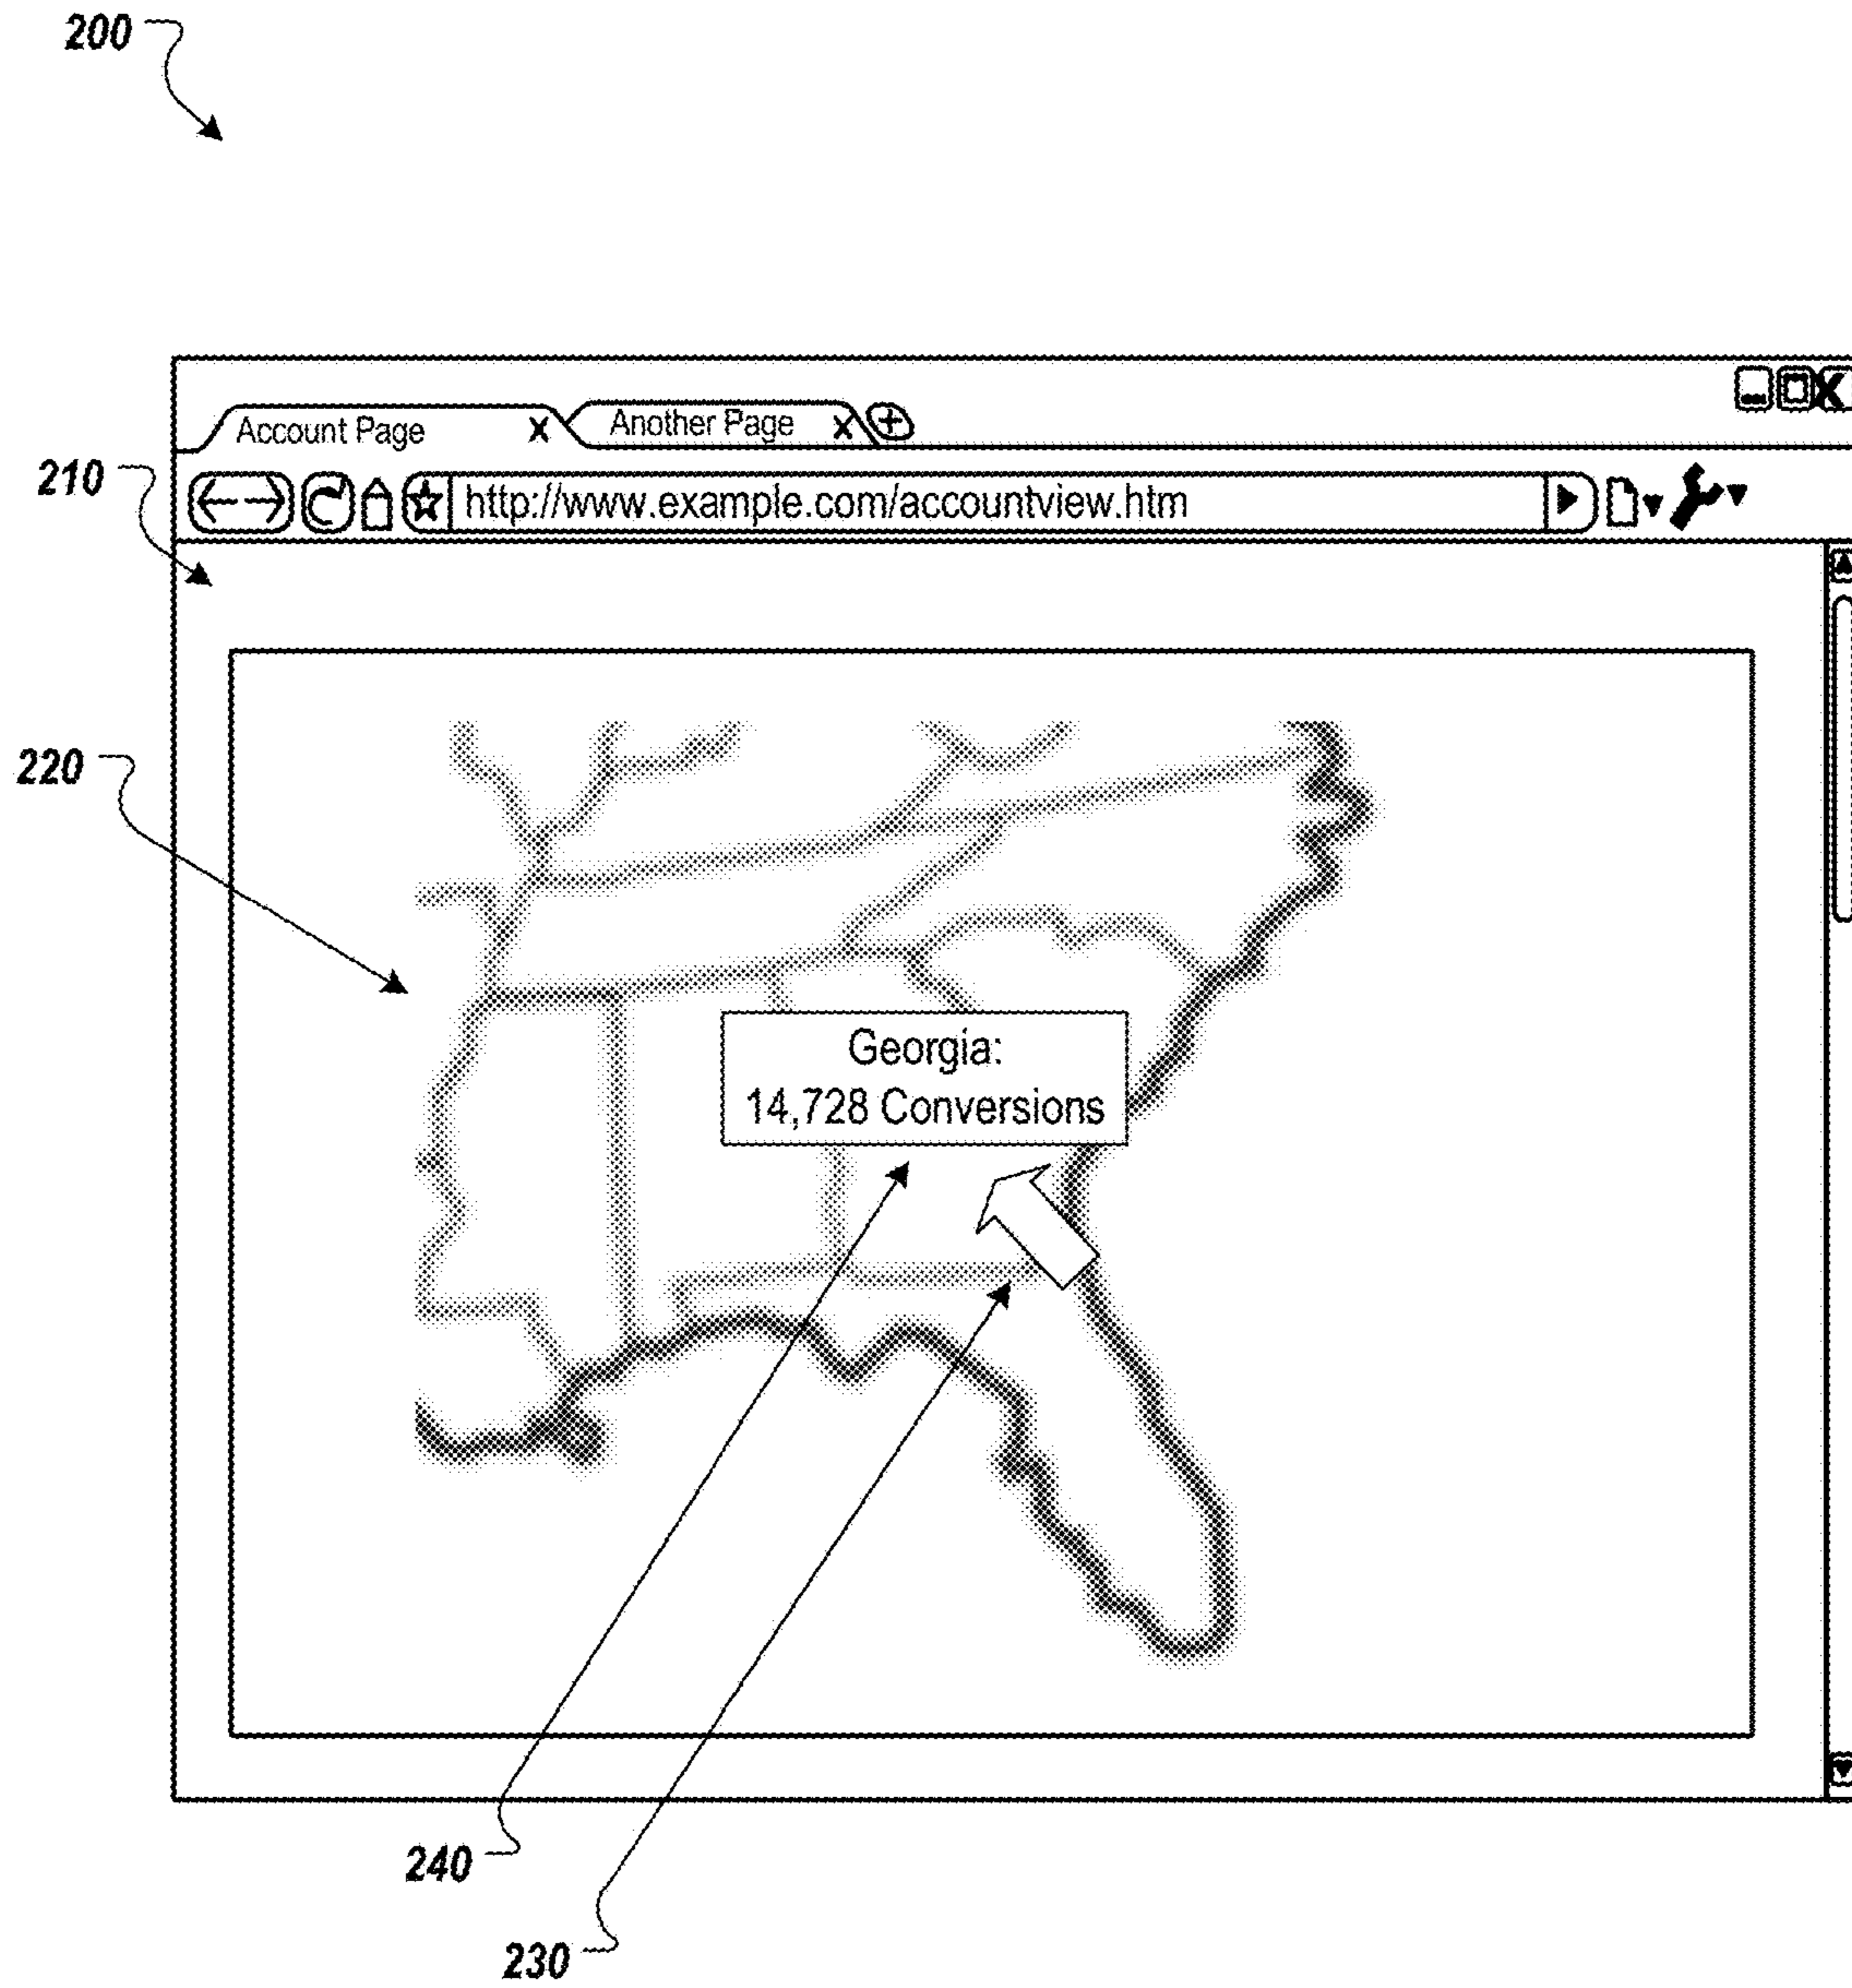 200
Account Page X Another Page X
210
http://www.example.com/accountview.htm
220
Georgia:
14,728 Conversions
240
230